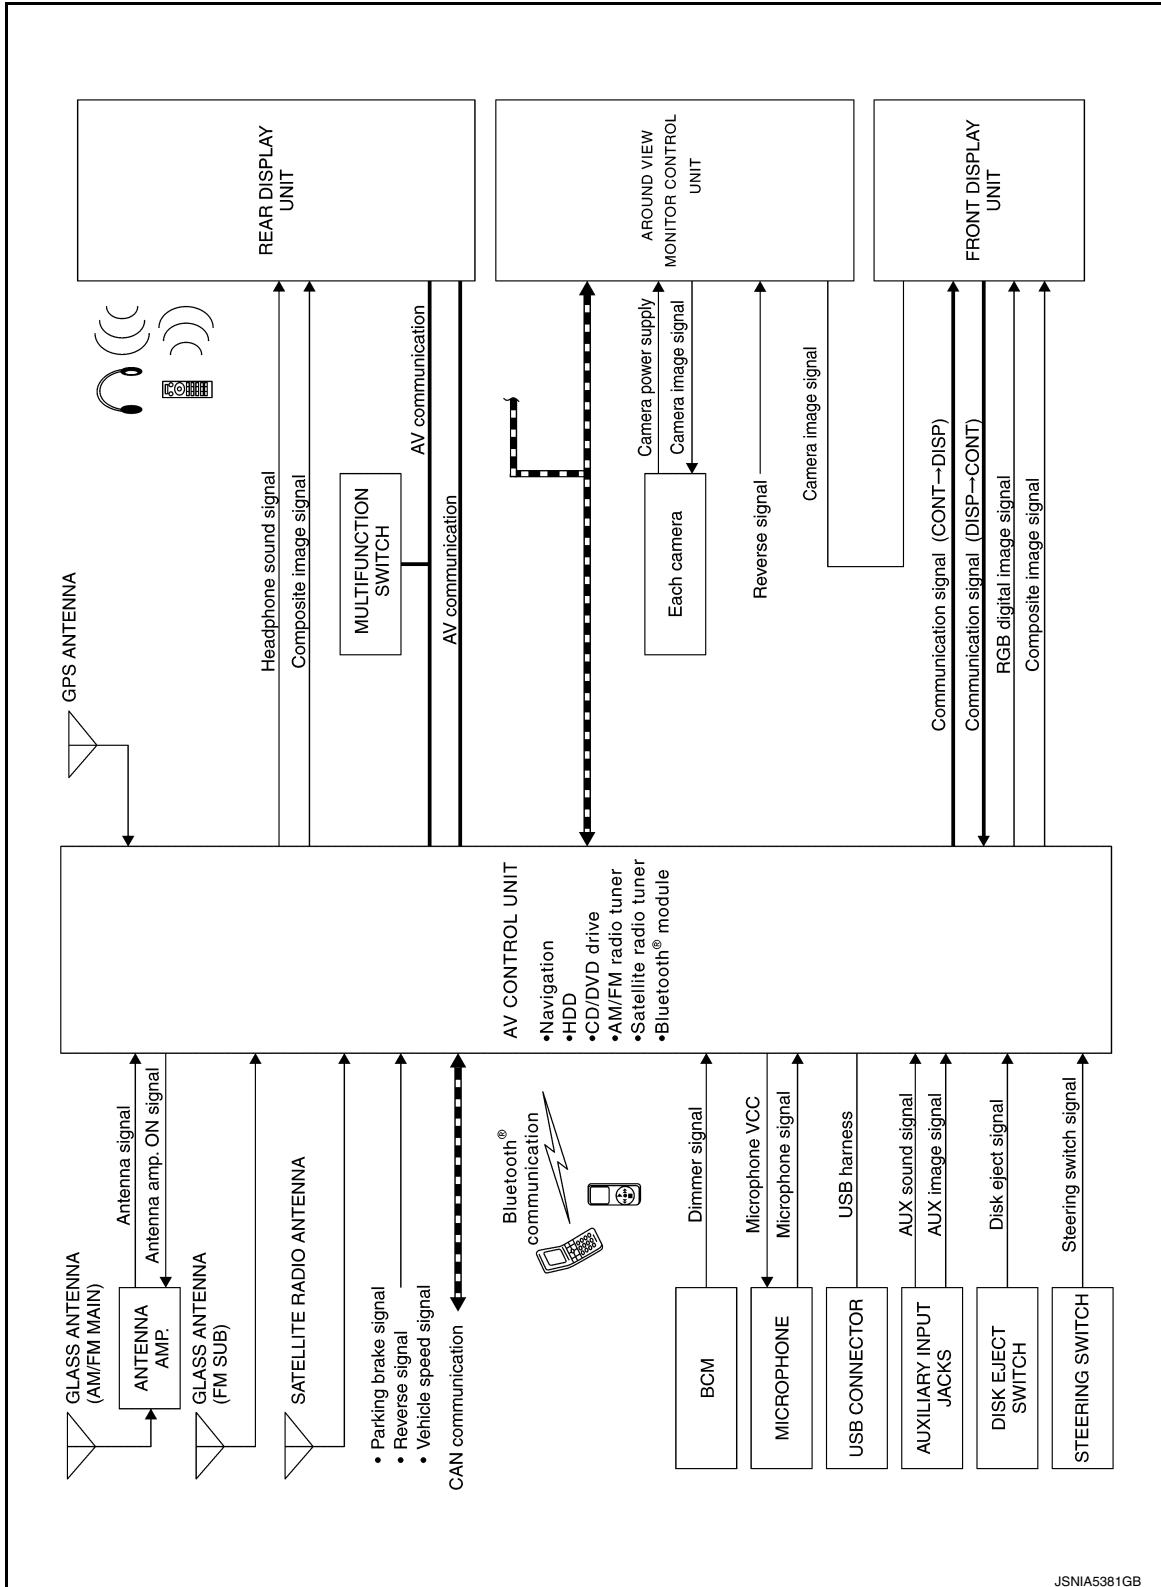 GLASS ANTENNA
(AM/FM MAIN)
ANTENNA
AMP.
Antenna signal
Antenna amp. ON signal
GLASS ANTENNA
(FM SUB)
SATELLITE RADIO ANTENNA
• Parking brake signal
• Reverse signal
• Vehicle speed signal
CAN communication
Bluetooth®
communication
BCM
Dimmer signal
MICROPHONE
Microphone VCC
Microphone signal
USB CONNECTOR
USB harness
AUXILIARY INPUT
JACKS
AUX sound signal
AUX image signal
DISK EJECT
SWITCH
Disk eject signal
STEERING SWITCH
Steering switch signal
AV CONTROL UNIT
•Navigation
•HDD
•CD/DVD drive
•AM/FM radio tuner
•Satellite radio tuner
•Bluetooth® module
GPS ANTENNA
Headphone sound signal
Composite image signal
MULTIFUNCTION
SWITCH
AV communication
AV communication
REAR DISPLAY
UNIT
Each camera
Camera power supply
Camera image signal
Reverse signal
Camera image signal
AROUND VIEW
MONITOR CONTROL
UNIT
Communication signal (CONT→DISP)
Communication signal (DISP→CONT)
RGB digital image signal
Composite image signal
FRONT DISPLAY
UNIT
JSNIA5381GB